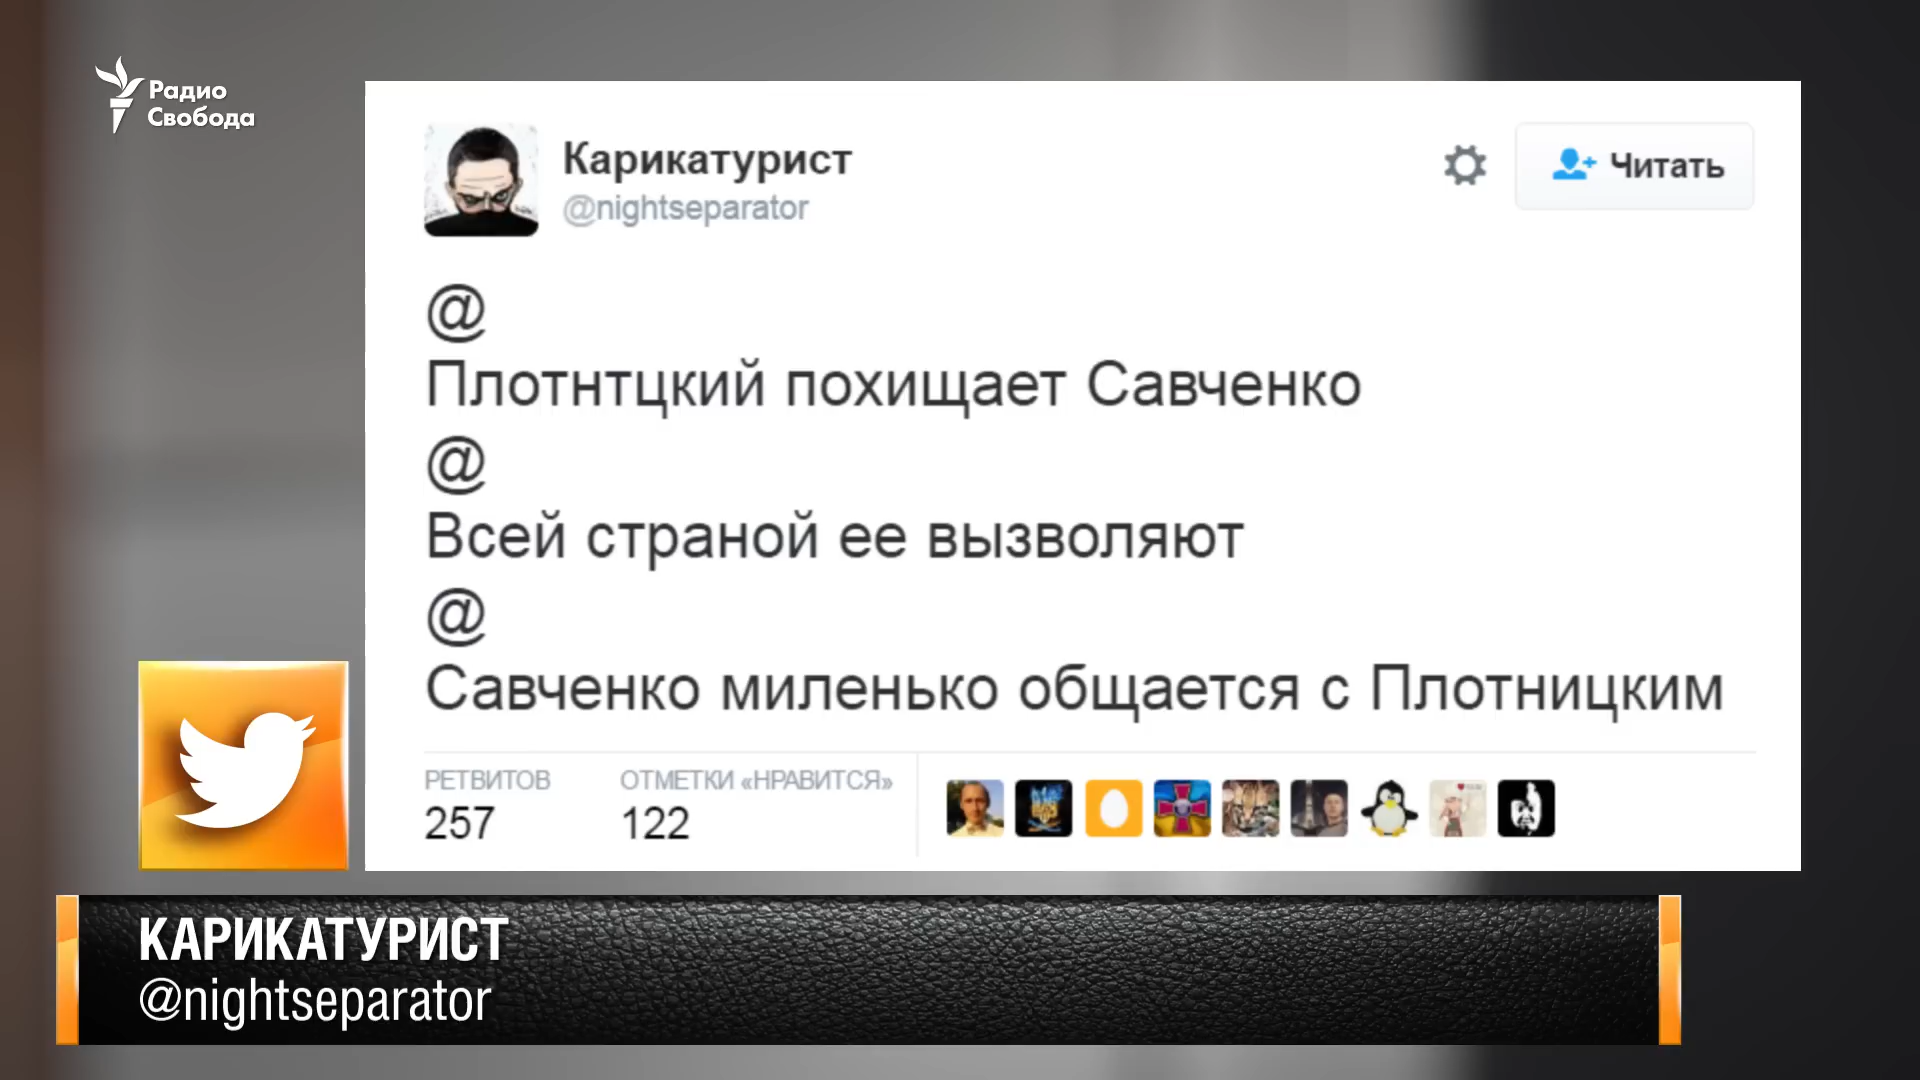 Радио
Свобода
Карикатурист
@nightseparator
Читать
@
Плотнтцкий похищает Савченко
@
Всей страной ее вызволяют
@
Савченко миленько общается с Плотницким
РЕТВИТОВ
257
ОТМЕТКИ «НРАВИТСЯ»
122
КАРИКАТУРИСТ
@nightseparator